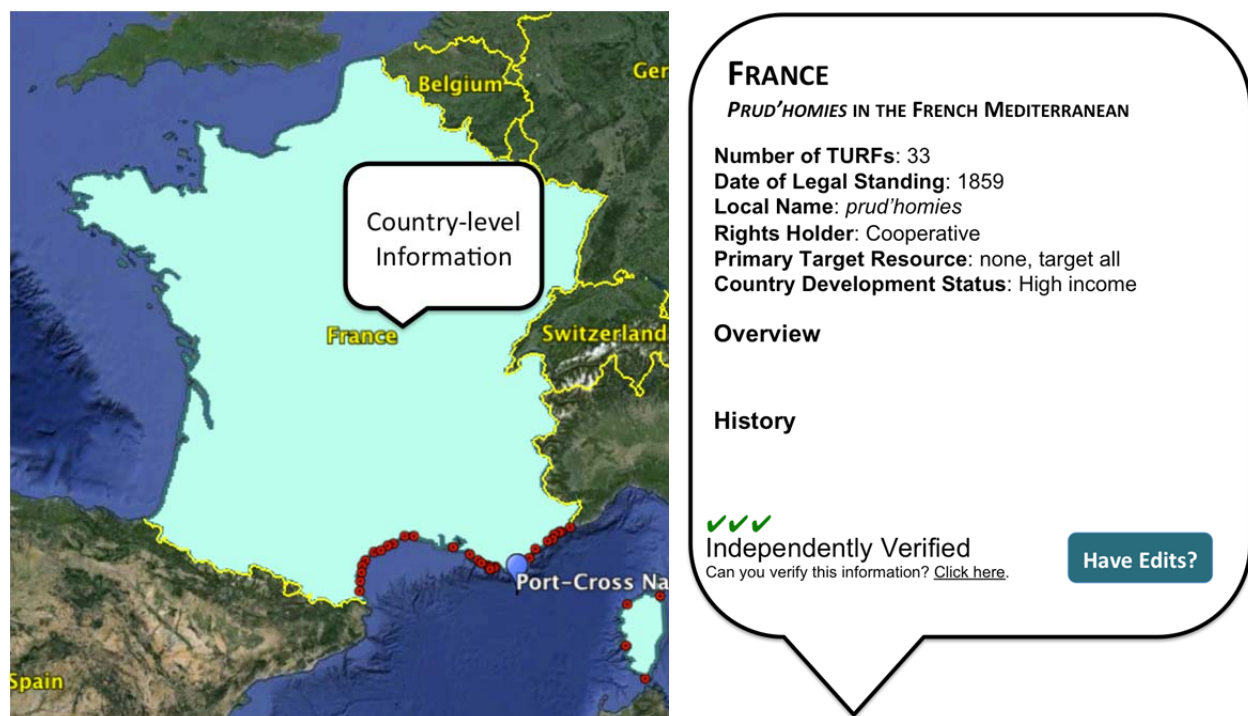 Belgium
Ger
Country-level
Information
France
Switzerland
Port-Cross Na
Spain
FRANCE
PRUD'HOMIES IN THE FRENCH MEDITERRANEAN
Number of TURFs: 33
Date of Legal Standing: 1859
Local Name: prud'homies
Rights Holder: Cooperative
Primary Target Resource: none, target all
Country Development Status: High income
Overview
History
✔✔✔
Independently Verified
Can you verify this information? Click here.
Have Edits?